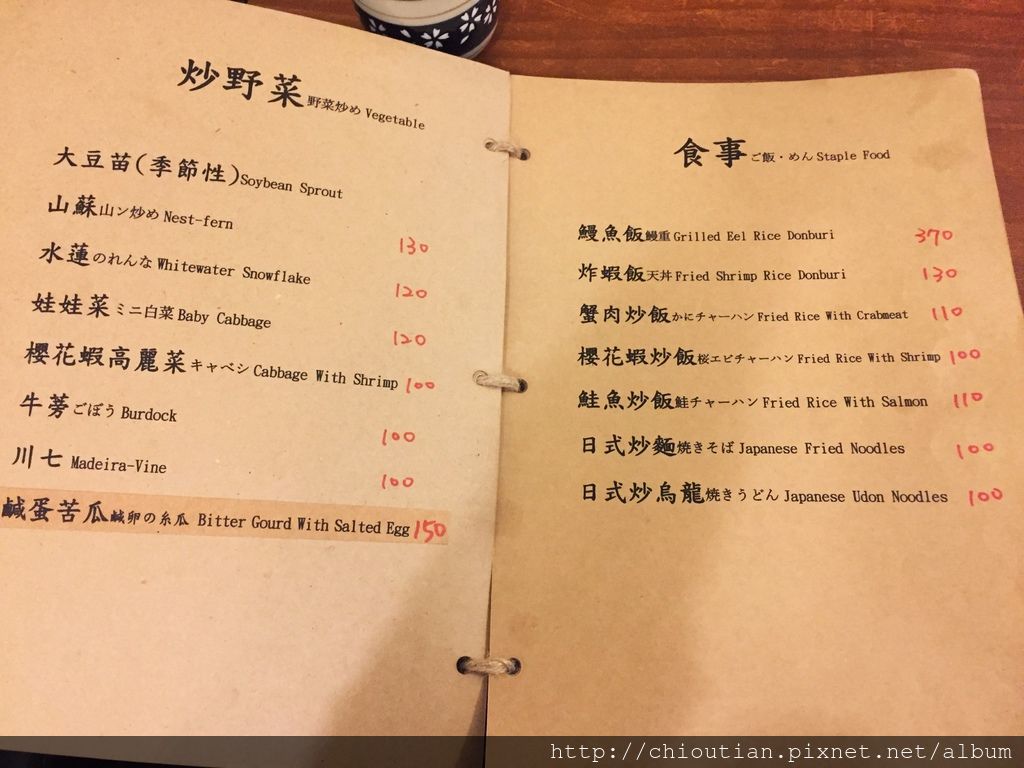 炒野菜 野菜炒め Vegetable
大豆苗(季節性) Soybean Sprout
山蘇 山ン炒め Nest-fern 130
水蓮 のれんな Whitewater Snowflake 120
娃娃菜 ミニ白菜 Baby Cabbage 120
櫻花蝦高麗菜 キャベシ Cabbage With Shrimp 100
牛蒡 ごぼう Burdock 100
川七 Madeira-Vine 100
鹹蛋苦瓜 鹹卵の糸瓜 Bitter Gourd With Salted Egg 150
食事 ご飯・めん Staple Food
鰻魚飯 鰻重 Grilled Eel Rice Donburi 370
炸蝦飯 天丼 Fried Shrimp Rice Donburi 130
蟹肉炒飯 かにチャーハン Fried Rice With Crabmeat 110
櫻花蝦炒飯 桜エビチャーハン Fried Rice With Shrimp 100
鮭魚炒飯 鮭チャーハン Fried Rice With Salmon 110
日式炒麵 焼きそば Japanese Fried Noodles 100
日式炒烏龍 焼きうどん Japanese Udon Noodles 100
http://chioutian.pixnet.net/album